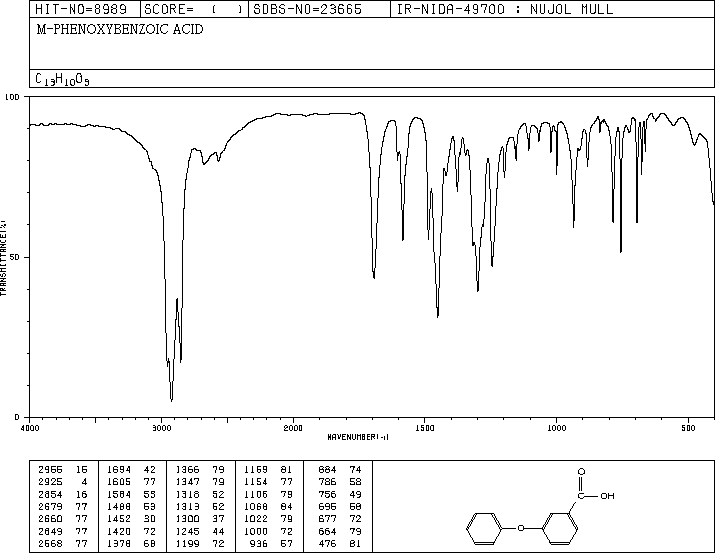 HIT-NO=8989 SCORE= ( ) SDBS-NO=23665 IR-NIDA-49700 : NUJOL MULL
M-PHENOXYBENZOIC ACID
C13H10O3
100
50
0
TRANSMITTANCE(%)
4000 3000 2000 1500 1000 500
WAVENUMBER(-1)
2955 16 1694 42 1366 79 1169 81 884 74
2925 4 1605 77 1347 79 1154 77 786 58
2854 16 1584 53 1318 52 1106 79 756 49
2679 77 1488 53 1313 52 1068 84 695 58
2660 77 1452 30 1300 37 1022 79 677 72
2649 77 1420 72 1245 44 1000 72 664 79
2568 77 1378 68 1199 72 936 57 476 81
O
C OH
O